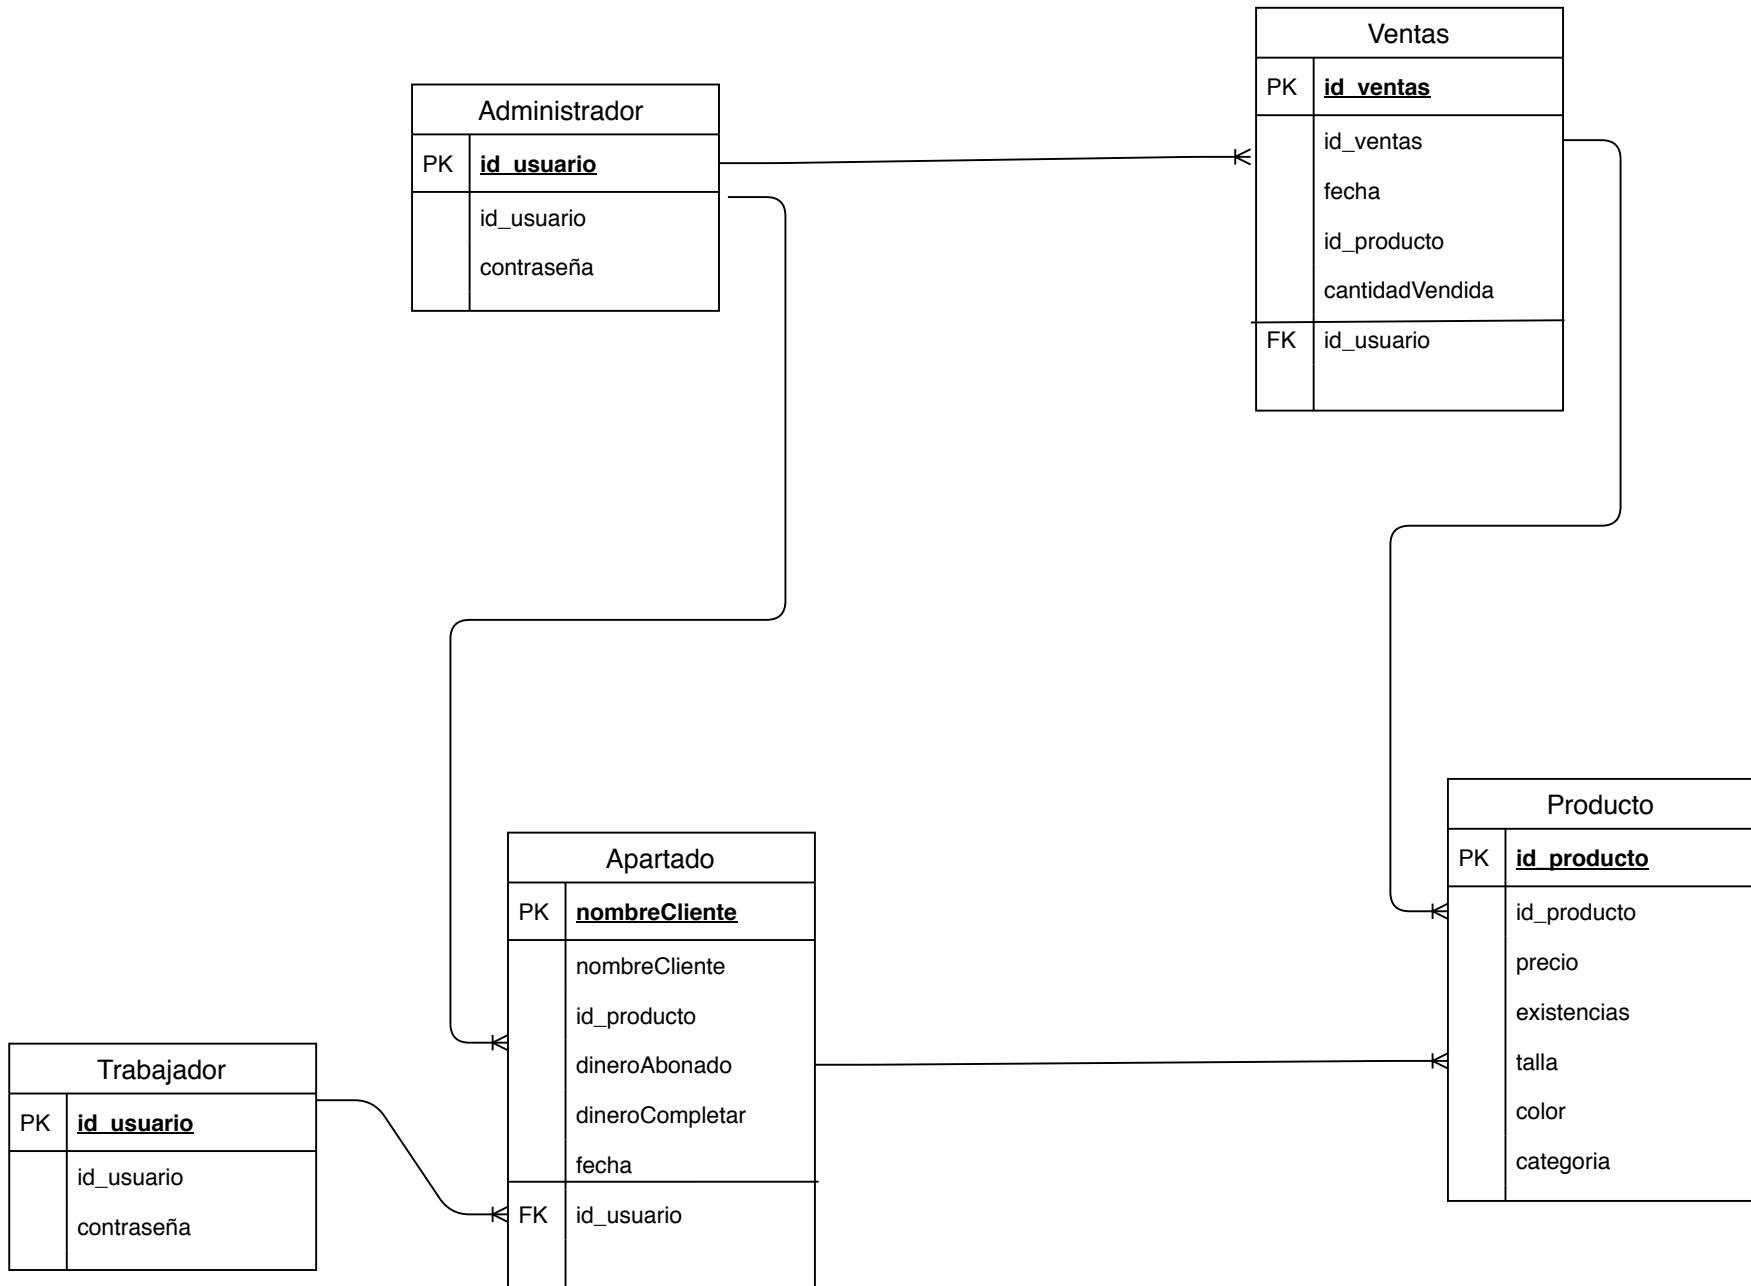 Ventas
PK id_ventas
id_ventas
fecha
id_producto
cantidadVendida
FK id_usuario
Administrador
PK id_usuario
id_usuario
contraseña
Producto
PK id_producto
id_producto
precio
existencias
talla
color
categoria
Apartado
PK nombreCliente
nombreCliente
id_producto
dineroAbonado
dineroCompletar
fecha
FK id_usuario
Trabajador
PK id_usuario
id_usuario
contraseña